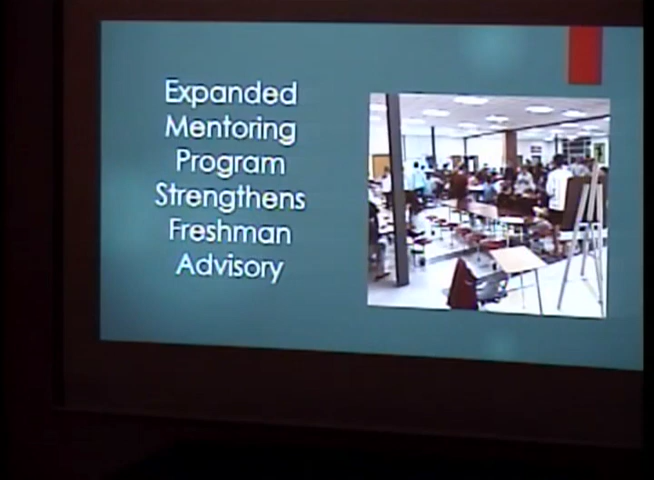 Expanded
Mentoring
Program
Strengthens
Freshman
Advisory